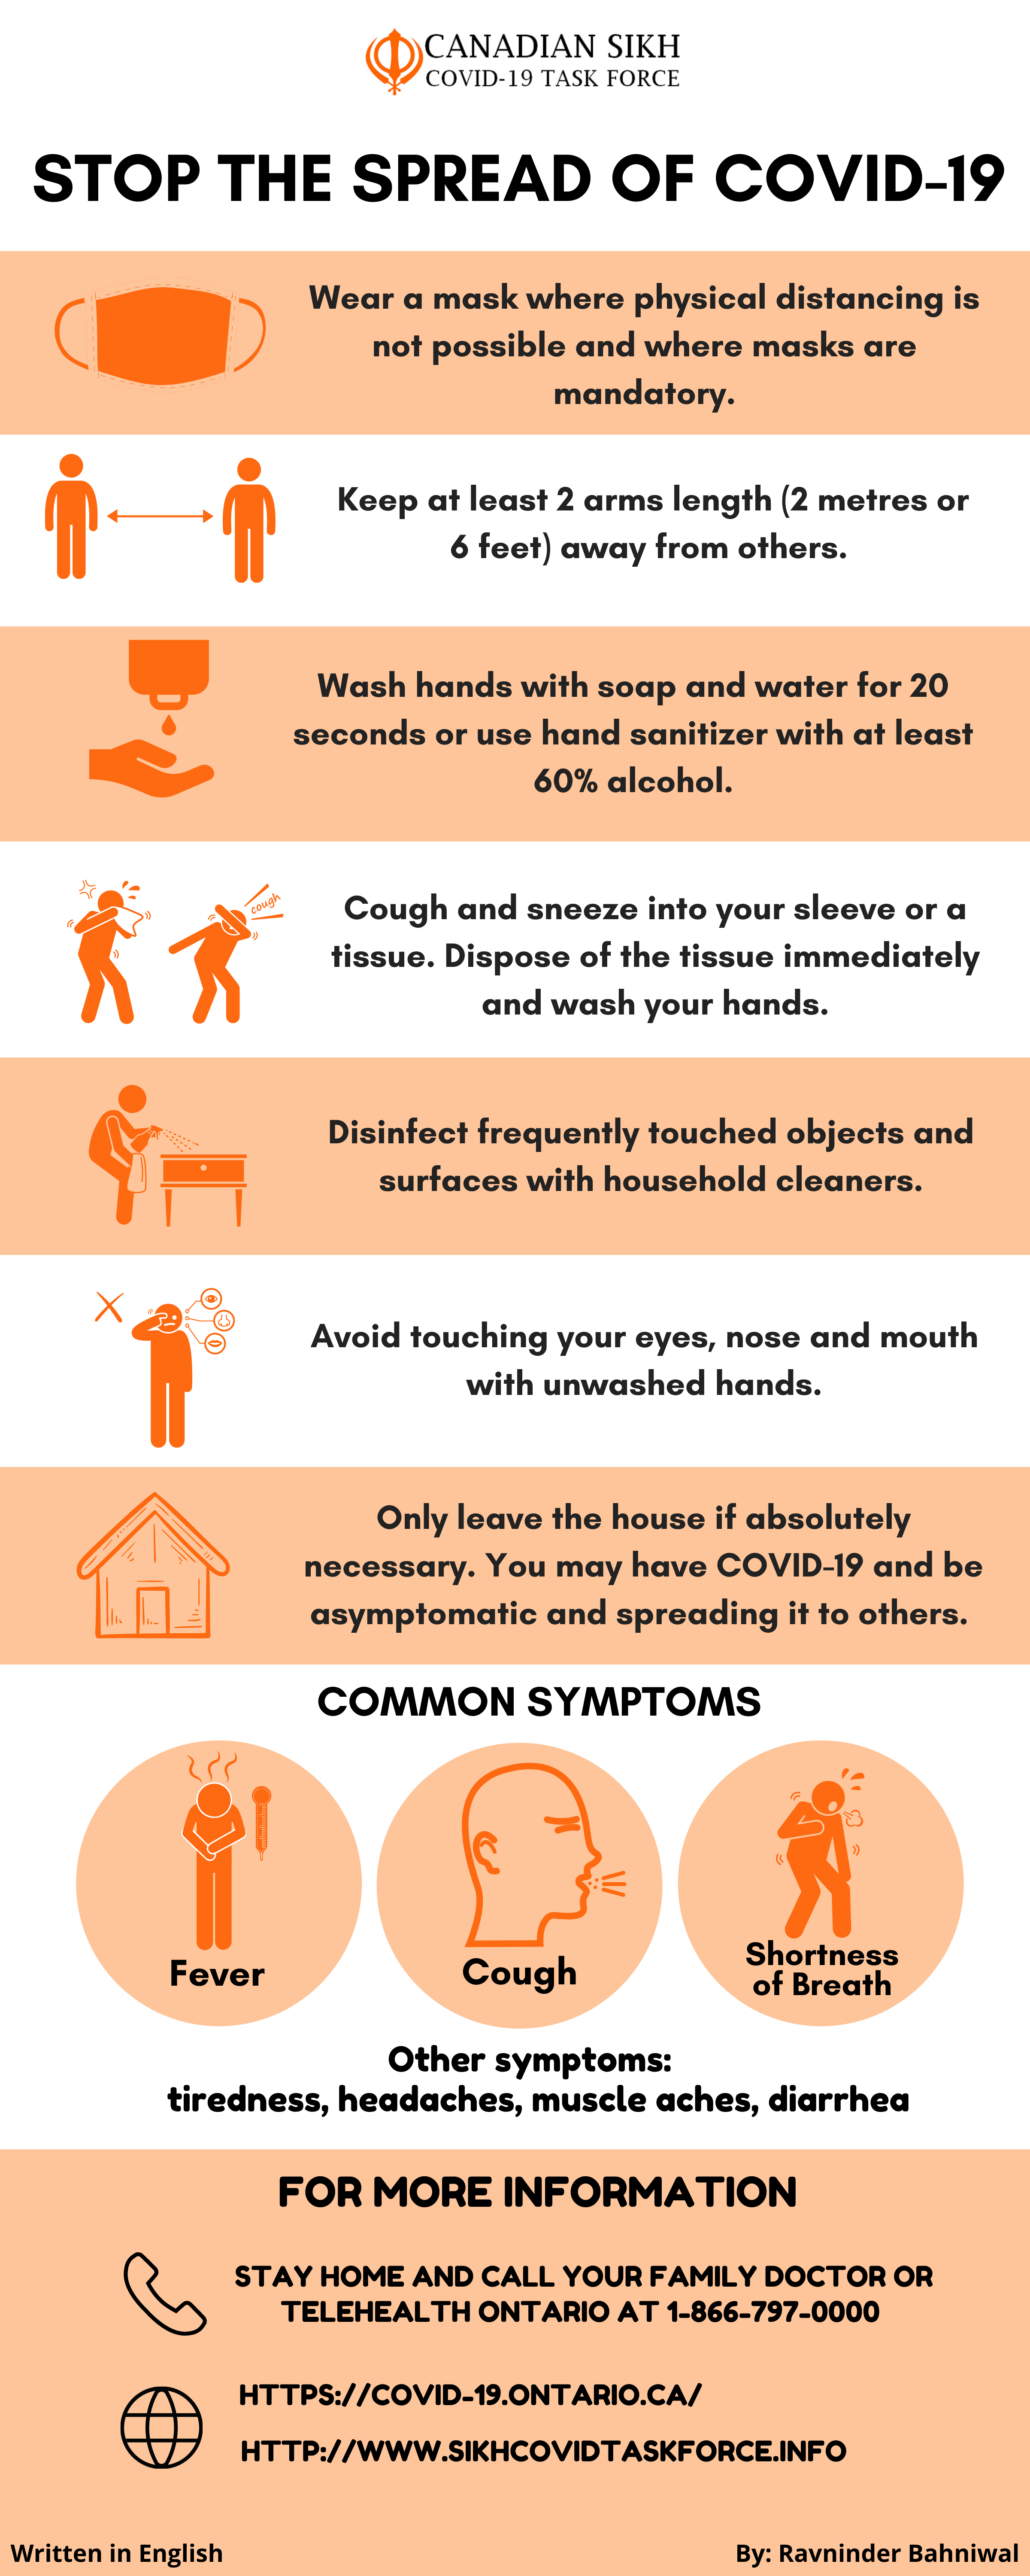 CANADIAN SIKH
COVID-19 TASK FORCE
STOP THE SPREAD OF COVID-19
Wear a mask where physical distancing is
not possible and where masks are
mandatory.
Keep at least 2 arms length (2 metres or
6 feet) away from others.
Wash hands with soap and water for 20
seconds or use hand sanitizer with at least
60% alcohol.
cough
Cough and sneeze into your sleeve or a
tissue. Dispose of the tissue immediately
and wash your hands.
Disinfect frequently touched objects and
surfaces with household cleaners.
Avoid touching your eyes, nose and mouth
with unwashed hands.
Only leave the house if absolutely
necessary. You may have COVID-19 and be
asymptomatic and spreading it to others.
COMMON SYMPTOMS
Fever
Cough
Shortness
of Breath
Other symptoms:
tiredness, headaches, muscle aches, diarrhea
FOR MORE INFORMATION
STAY HOME AND CALL YOUR FAMILY DOCTOR OR
TELEHEALTH ONTARIO AT 1-866-797-0000
HTTPS://COVID-19.ONTARIO.CA/
HTTP://WWW.SIKHCOVIDTASKFORCE.INFO
Written in English
By: Ravninder Bahniwal